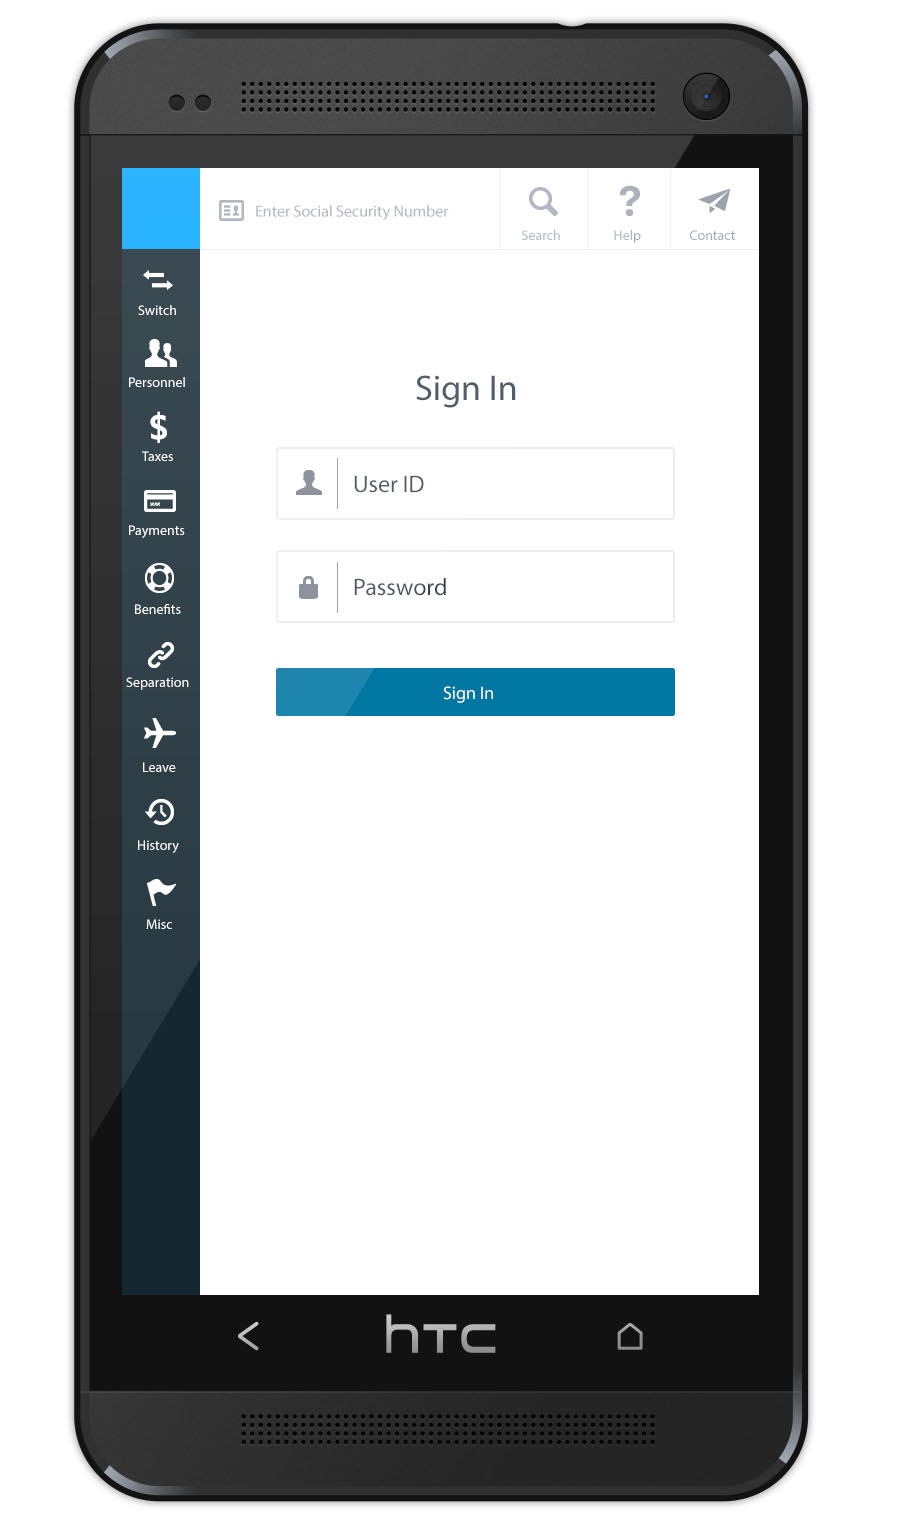 Enter Social Security Number
Search
Help
Contact
Switch
Personnel
Taxes
Payments
Benefits
Separation
Leave
History
Misc
Sign In
User ID
Password
Sign In
hTC